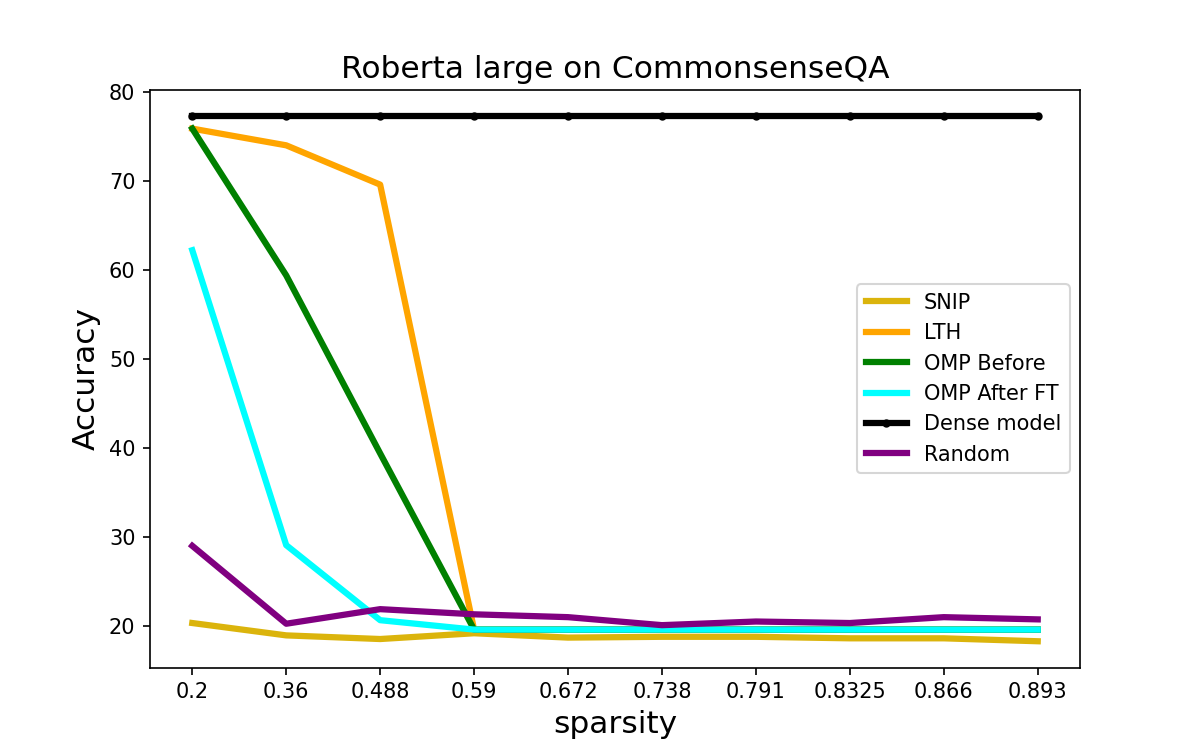 Roberta large on CommonsenseQA
80
70
60
50
40
30
20
Accuracy
SNIP
LTH
OMP Before
OMP After FT
Dense model
Random
0.2 0.36 0.488 0.59 0.672 0.738 0.791 0.8325 0.866 0.893
sparsity